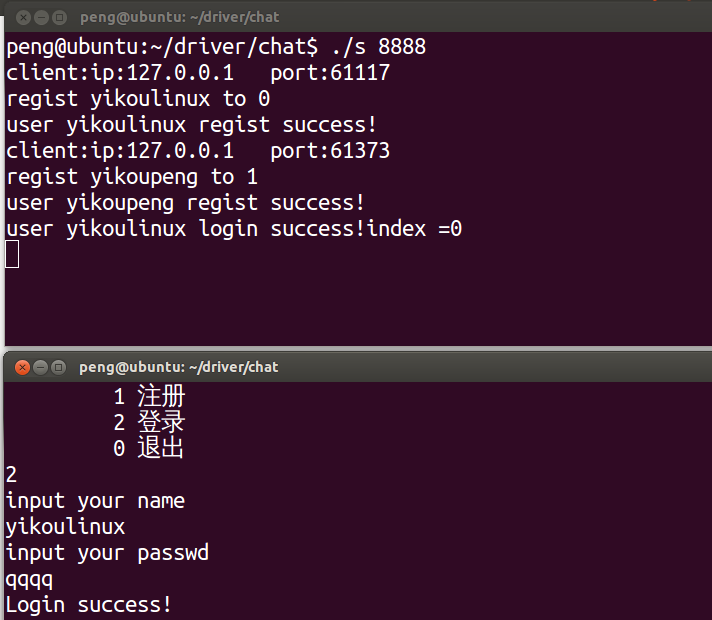 peng@ubuntu: ~/driver/chat
peng@ubuntu:~/driver/chat$ ./s 8888
client:ip:127.0.0.1   port:61117
regist yikoulinux to 0
user yikoulinux regist success!
client:ip:127.0.0.1   port:61373
regist yikoupeng to 1
user yikoupeng regist success!
user yikoulinux login success!index =0
peng@ubuntu: ~/driver/chat
1 注册
2 登录
0 退出
2
input your name
yikoulinux
input your passwd
qqqq
Login success!